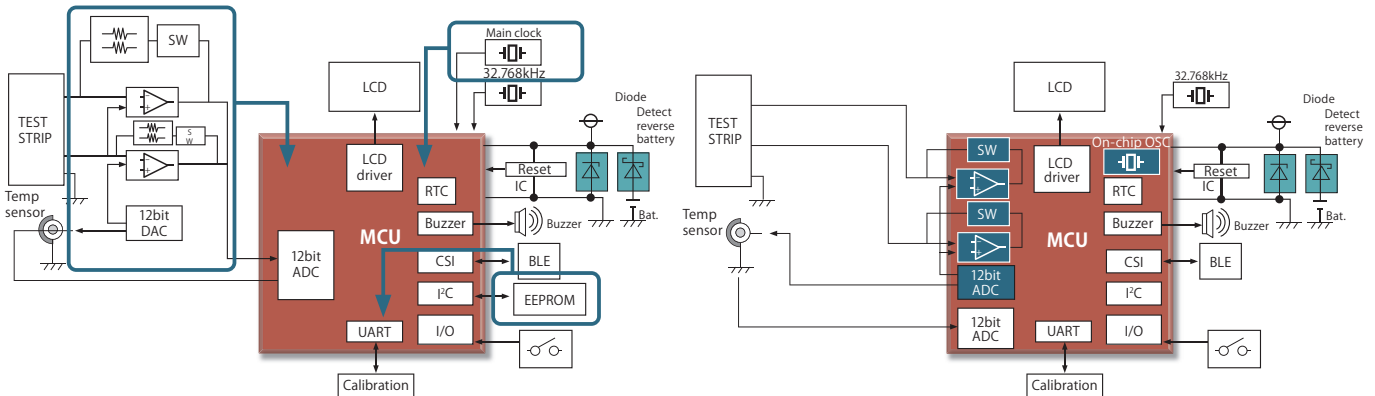 SW
TEST
STRIP
S
W
Temp
sensor
12bit
DAC
LCD
Main clock
32.768kHz
Diode
Detect
reverse
battery
LCD
driver
RTC
Reset
IC
Bat.
Buzzer
Buzzer
MCU
12bit
ADC
CSI
BLE
I²C
EEPROM
UART
I/O
Calibration
TEST
STRIP
Temp
sensor
LCD
32.768kHz
Diode
Detect
reverse
battery
On-chip OSC
SW
LCD
driver
RTC
Reset
IC
Bat.
SW
Buzzer
Buzzer
MCU
12bit
ADC
CSI
BLE
I²C
12bit
ADC
UART
I/O
Calibration